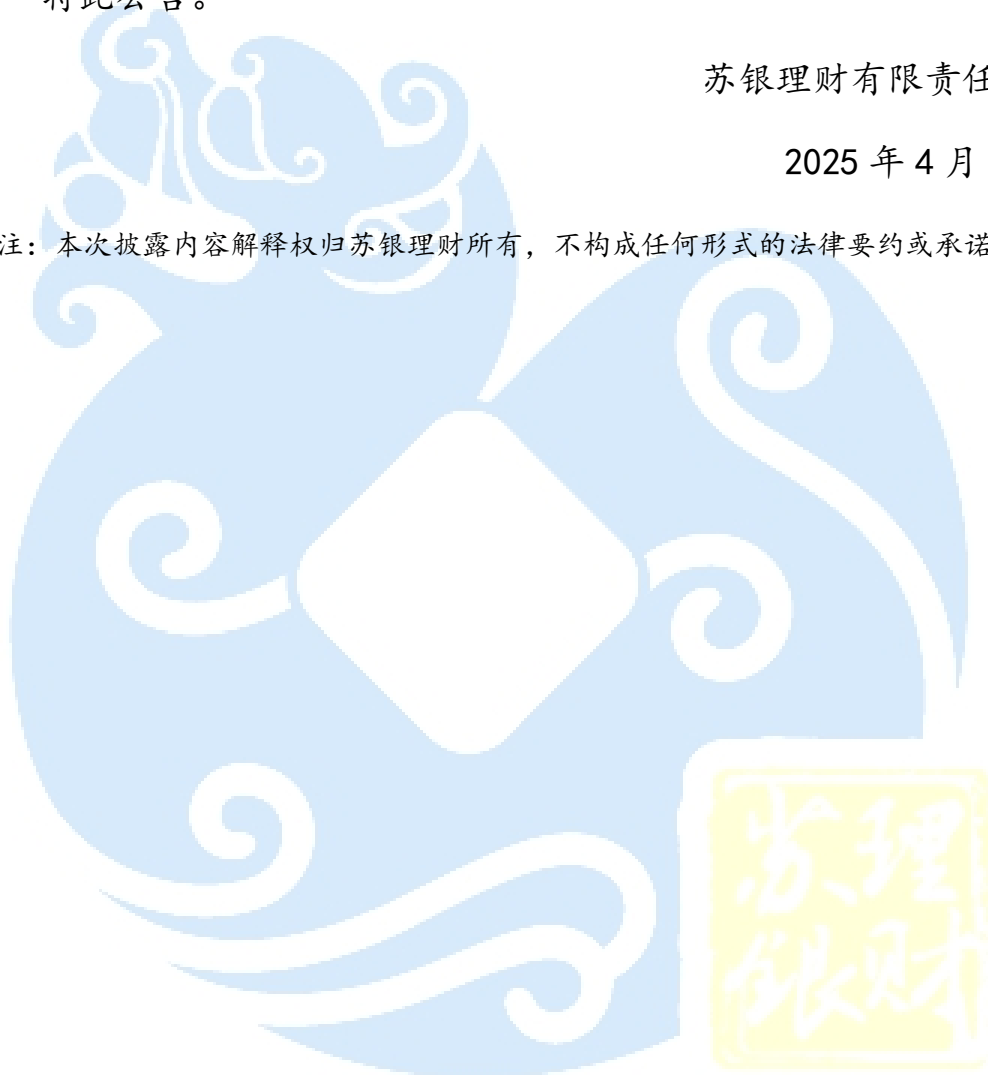 特此公告。
苏银理财有限责任
2025 年 4 月
注：本次披露内容解释权归苏银理财所有，不构成任何形式的法律要约或承诺
苏理
银财